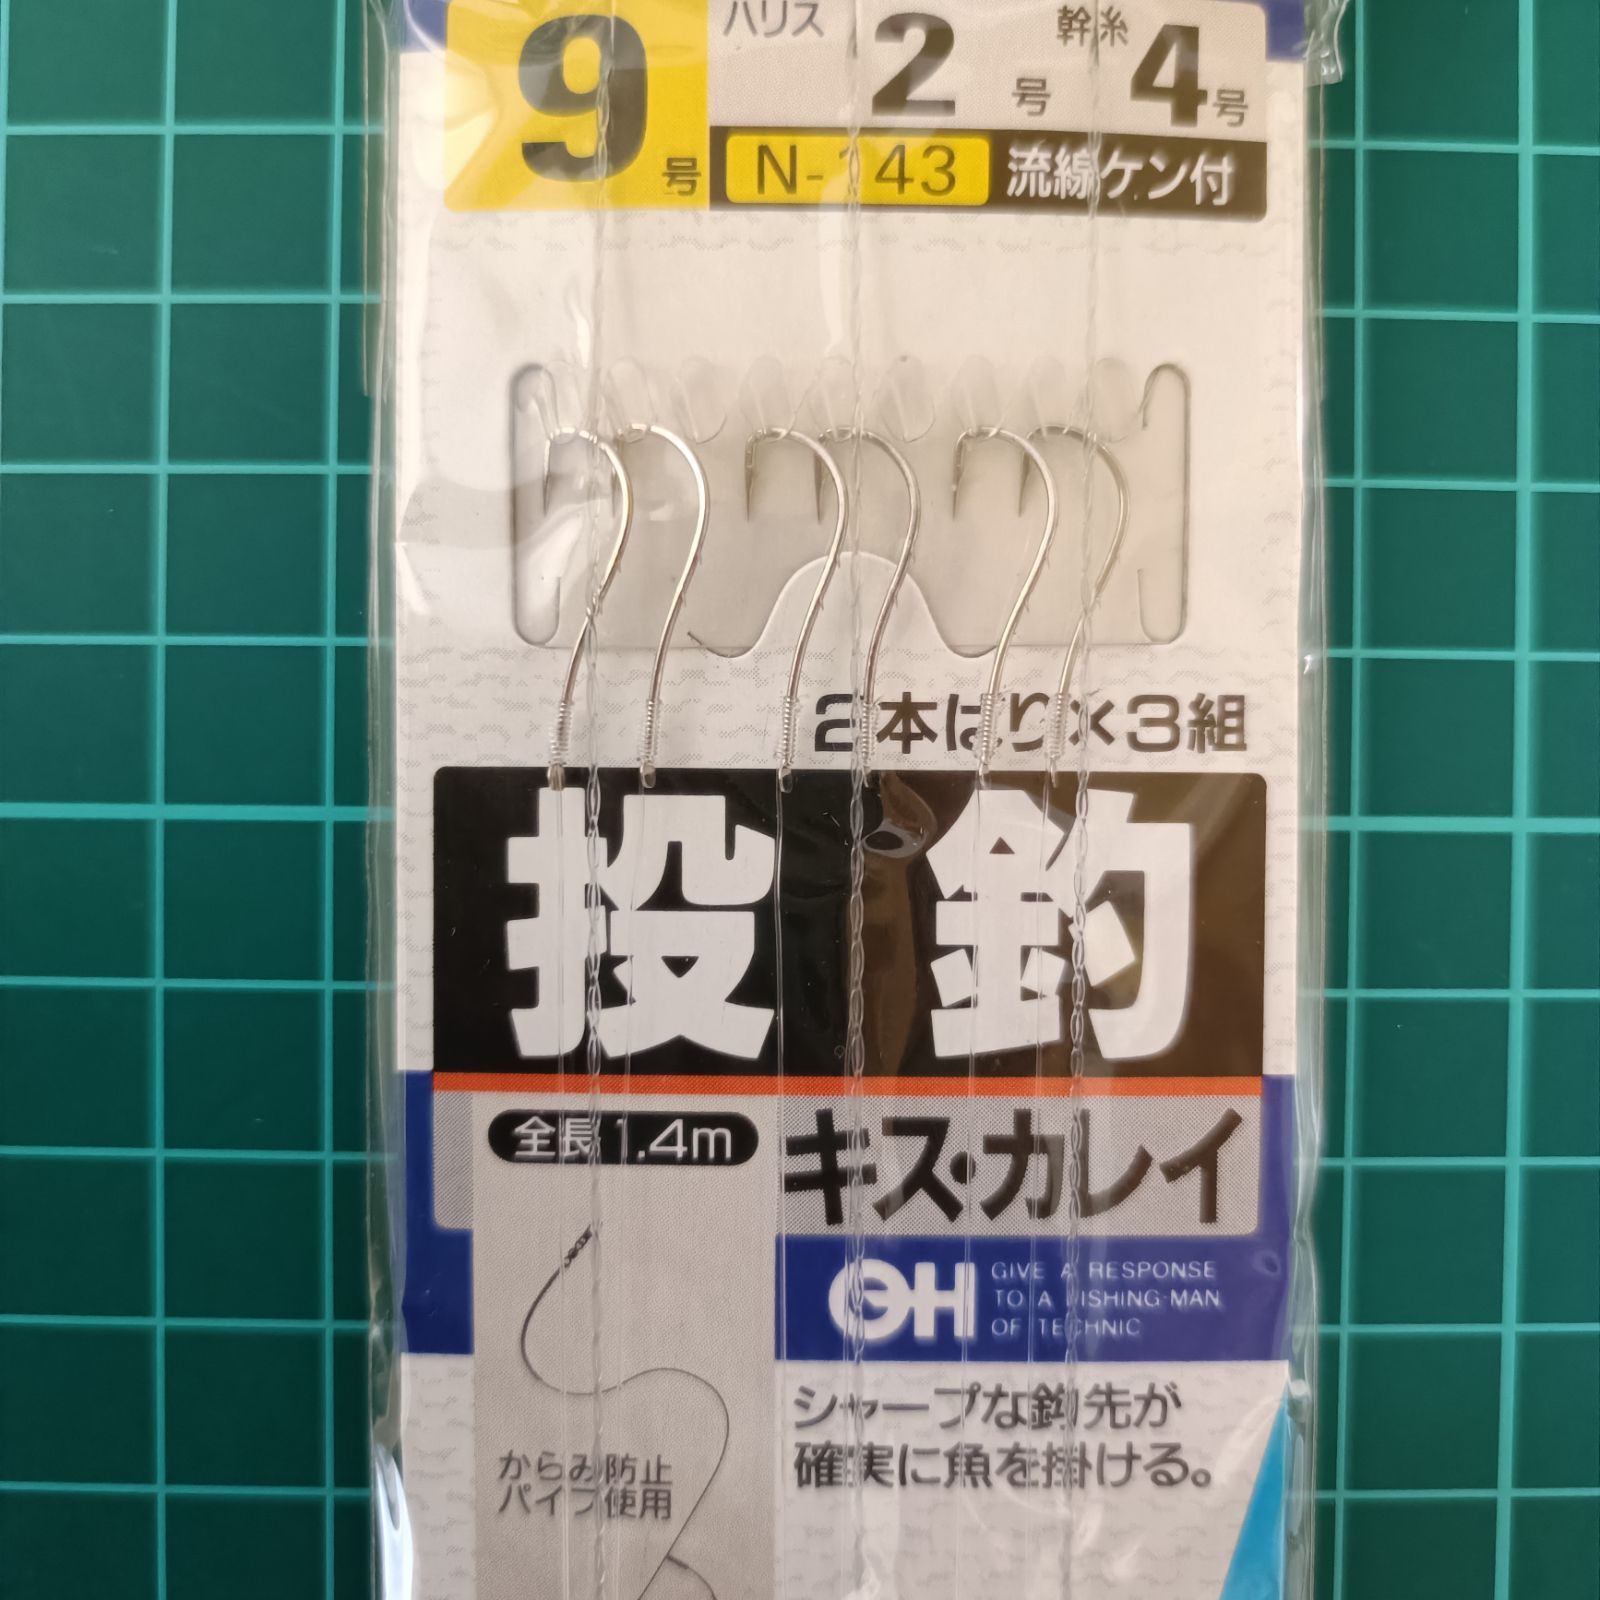 9号
ハリス 2号 幹糸 4号
N-143 流線ケン付
2本ばり×3組
投釣
全長1.4m
キス・カレイ
OH
GIVE A RESPONSE
TO A FISHING-MAN
OF TECHNIC
シャープな鈎先が
確実に魚を掛ける。
からみ防止
パイプ使用